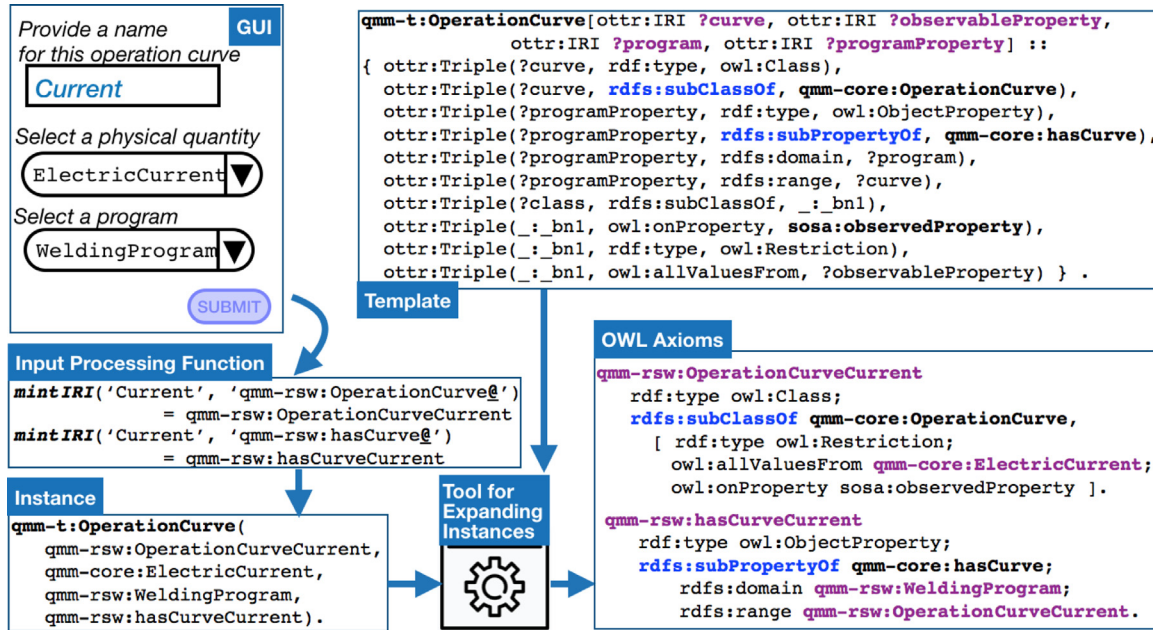 GUI
Provide a name
for this operation curve
Current
Select a physical quantity
ElectricCurrent
Select a program
WeldingProgram
SUBMIT
qmm-t:OperationCurve[ottr:IRI ?curve, ottr:IRI ?observableProperty,
ottr:IRI ?program, ottr:IRI ?programProperty] ::
{ ottr:Triple(?curve, rdf:type, owl:Class),
ottr:Triple(?curve, rdfs:subClassOf, qmm-core:OperationCurve),
ottr:Triple(?programProperty, rdf:type, owl:ObjectProperty),
ottr:Triple(?programProperty, rdfs:subPropertyOf, qmm-core:hasCurve),
ottr:Triple(?programProperty, rdfs:domain, ?program),
ottr:Triple(?programProperty, rdfs:range, ?curve),
ottr:Triple(?class, rdfs:subClassOf, _:_bn1),
ottr:Triple(_:_bn1, owl:onProperty, sosa:observedProperty),
ottr:Triple(_:_bn1, rdf:type, owl:Restriction),
ottr:Triple(_:_bn1, owl:allValuesFrom, ?observableProperty) } .
Template
Input Processing Function
mintIRI(‘Current’, ‘qmm-rsw:OperationCurve@’)
= qmm-rsw:OperationCurveCurrent
mintIRI(‘Current’, ‘qmm-rsw:hasCurve@’)
= qmm-rsw:hasCurveCurrent
Instance
qmm-t:OperationCurve(
qmm-rsw:OperationCurveCurrent,
qmm-core:ElectricCurrent,
qmm-rsw:WeldingProgram,
qmm-rsw:hasCurveCurrent).
Tool for
Expanding
Instances
OWL Axioms
qmm-rsw:OperationCurveCurrent
rdf:type owl:Class;
rdfs:subClassOf qmm-core:OperationCurve,
[ rdf:type owl:Restriction;
owl:allValuesFrom qmm-core:ElectricCurrent;
owl:onProperty sosa:observedProperty ].
qmm-rsw:hasCurveCurrent
rdf:type owl:ObjectProperty;
rdfs:subPropertyOf qmm-core:hasCurve;
rdfs:domain qmm-rsw:WeldingProgram;
rdfs:range qmm-rsw:OperationCurveCurrent.